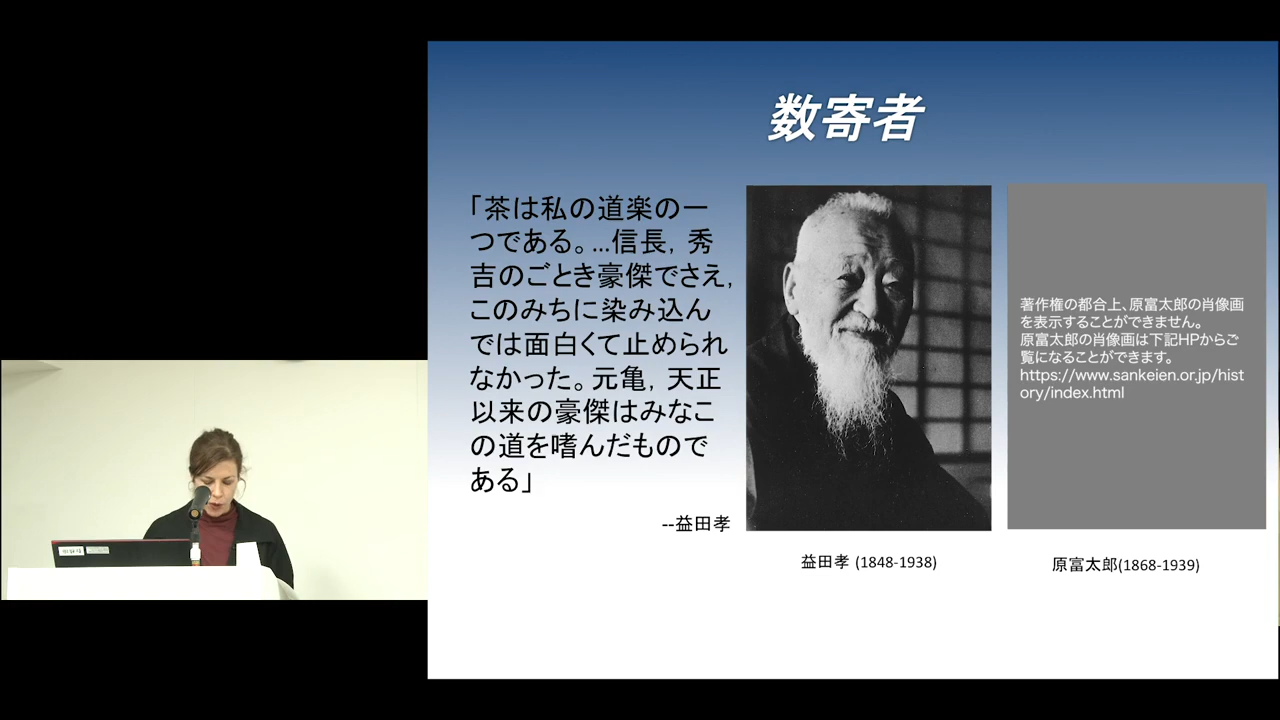 数寄者
「茶は私の道楽の一
つである。...信長，秀
吉のごとき豪傑でさえ，
このみちに染み込ん
では面白くて止められ
なかった。元亀，天正
以来の豪傑はみなこ
の道を嗜んだもので
ある」
--益田孝
益田孝 (1848-1938)
著作権の都合上、原富太郎の肖像画
を表示することができません。
原富太郎の肖像画は下記HPからご
覧になることができます。
https://www.sankeien.or.jp/hist
ory/index.html
原富太郎(1868-1939)